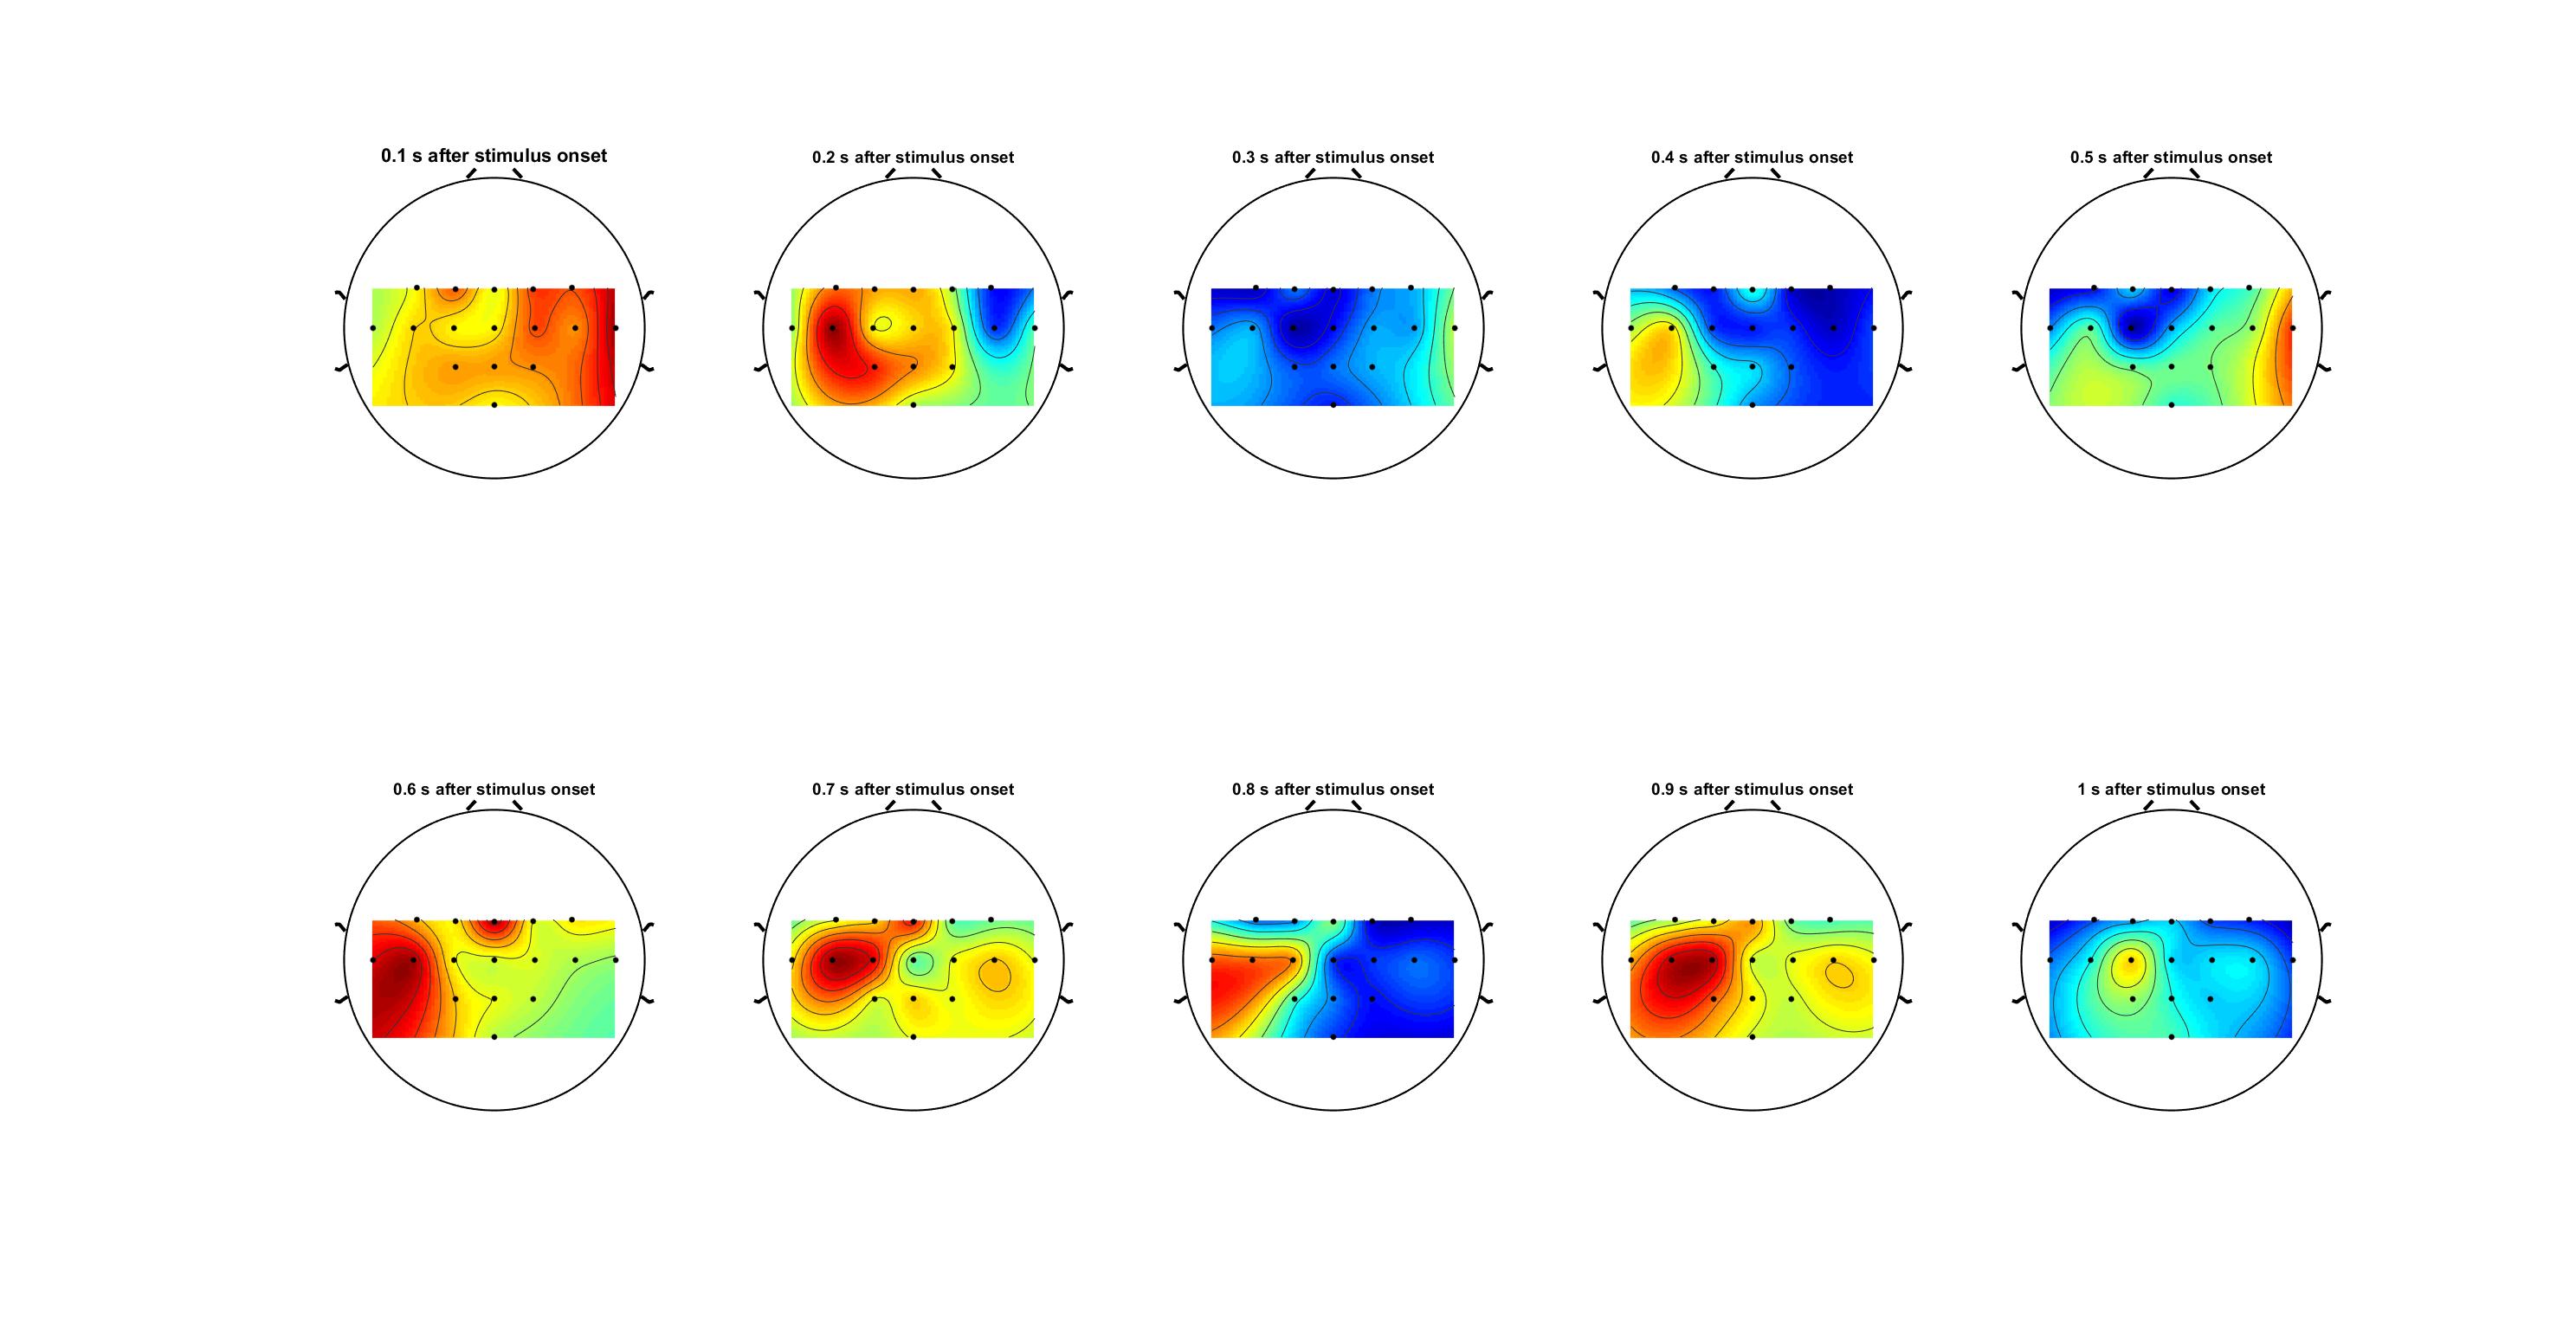 0.1 s after stimulus onset
0.2 s after stimulus onset
0.3 s after stimulus onset
0.4 s after stimulus onset
0.5 s after stimulus onset
0.6 s after stimulus onset
0.7 s after stimulus onset
0.8 s after stimulus onset
0.9 s after stimulus onset
1 s after stimulus onset